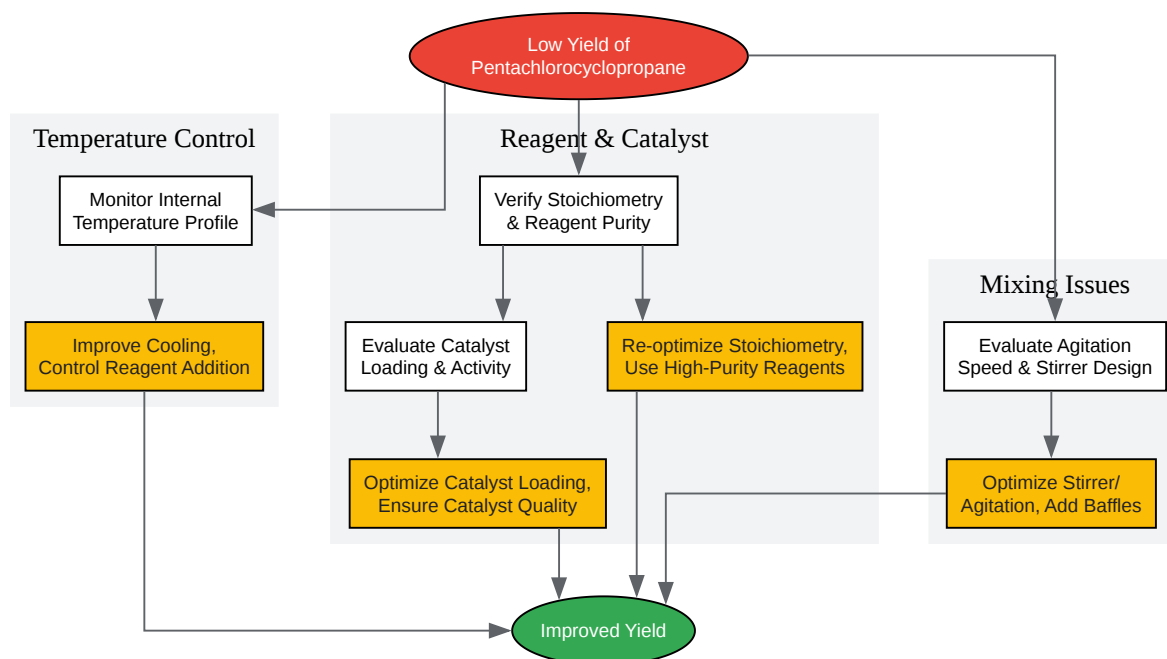 Low Yield of
Pentachlorocyclopropane
Temperature Control
Reagent & Catalyst
Monitor Internal
Temperature Profile
Verify Stoichiometry
& Reagent Purity
Mixing Issues
Improve Cooling,
Control Reagent Addition
Evaluate Catalyst
Loading & Activity
Re-optimize Stoichiometry,
Use High-Purity Reagents
Evaluate Agitation
Speed & Stirrer Design
Optimize Catalyst Loading,
Ensure Catalyst Quality
Optimize Stirrer/
Agitation, Add Baffles
Improved Yield